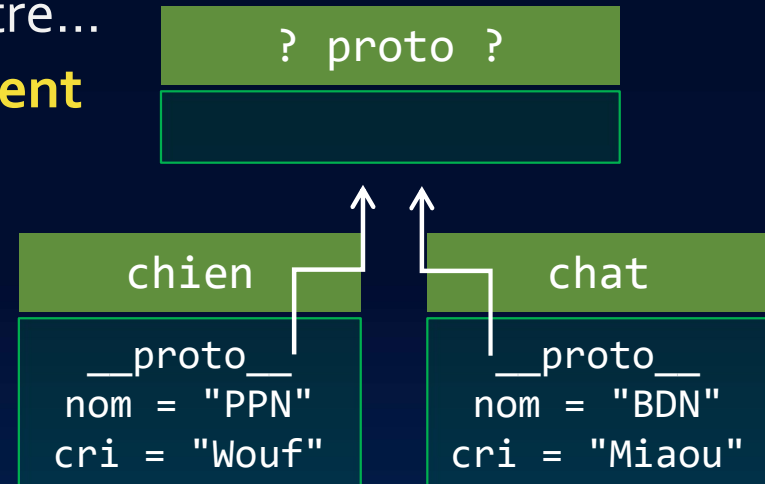 tre...
ent
? proto ?
chien
__proto__
nom = "PPN"
cri = "Wouf"
chat
__proto__
nom = "BDN"
cri = "Miaou"